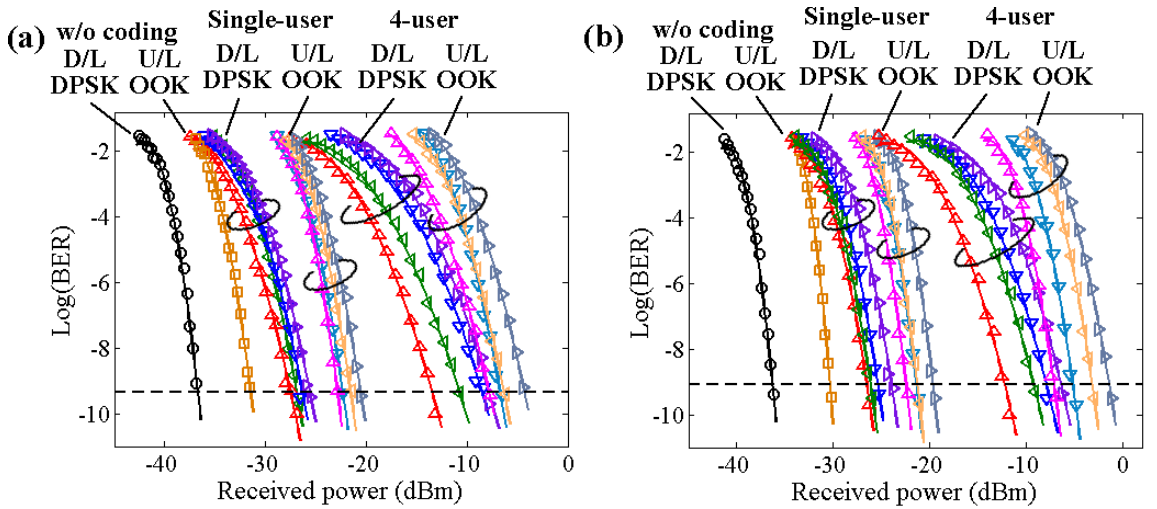 (a)
w/o coding Single-user 4-user
D/L U/L D/L U/L D/L U/L
DPSK OOK DPSK OOK DPSK OOK
Log(BER)
-2
-4
-6
-8
-10
-40 -30 -20 -10 0
Received power (dBm)
(b)
w/o coding Single-user 4-user
D/L U/L D/L U/L D/L U/L
DPSK OOK DPSK OOK DPSK OOK
Log(BER)
-2
-4
-6
-8
-10
-40 -30 -20 -10 0
Received power (dBm)